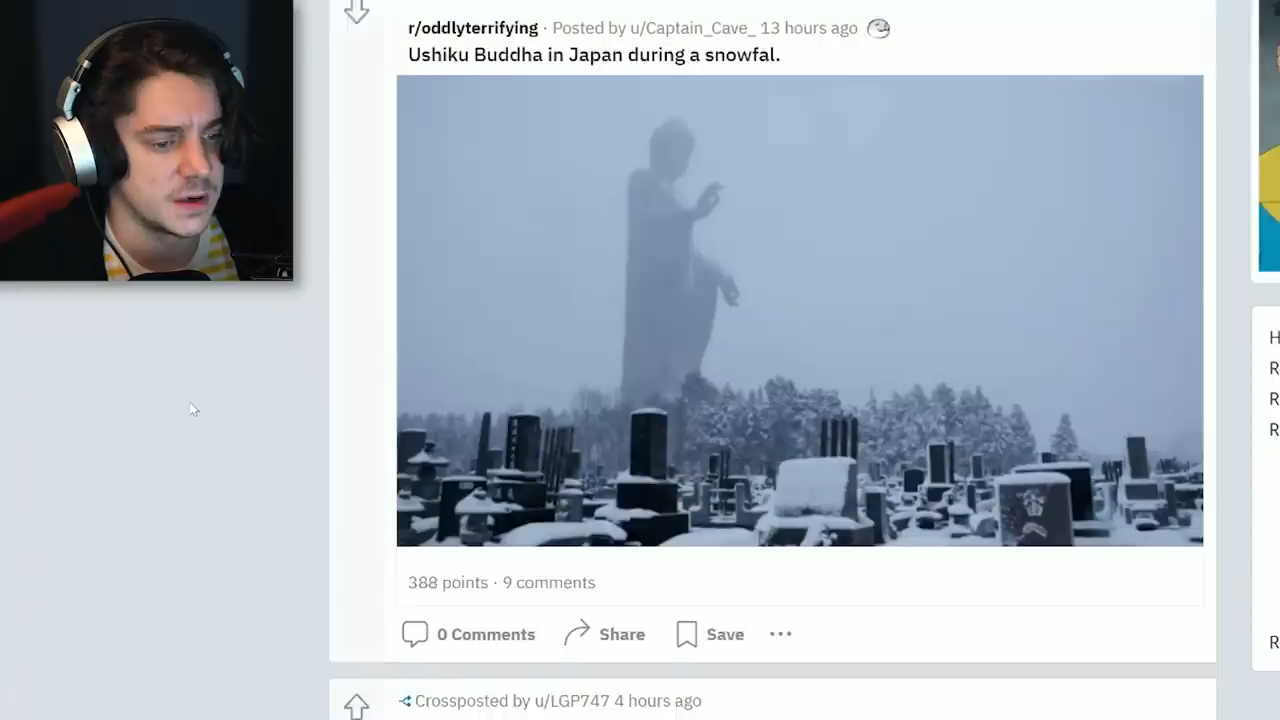 r/oddlyterrifying · Posted by u/Captain_Cave_ 13 hours ago
Ushiku Buddha in Japan during a snowfal.
388 points · 9 comments
0 Comments Share Save ...
Crossposted by u/LGP747 4 hours ago
H
R
R
R
R